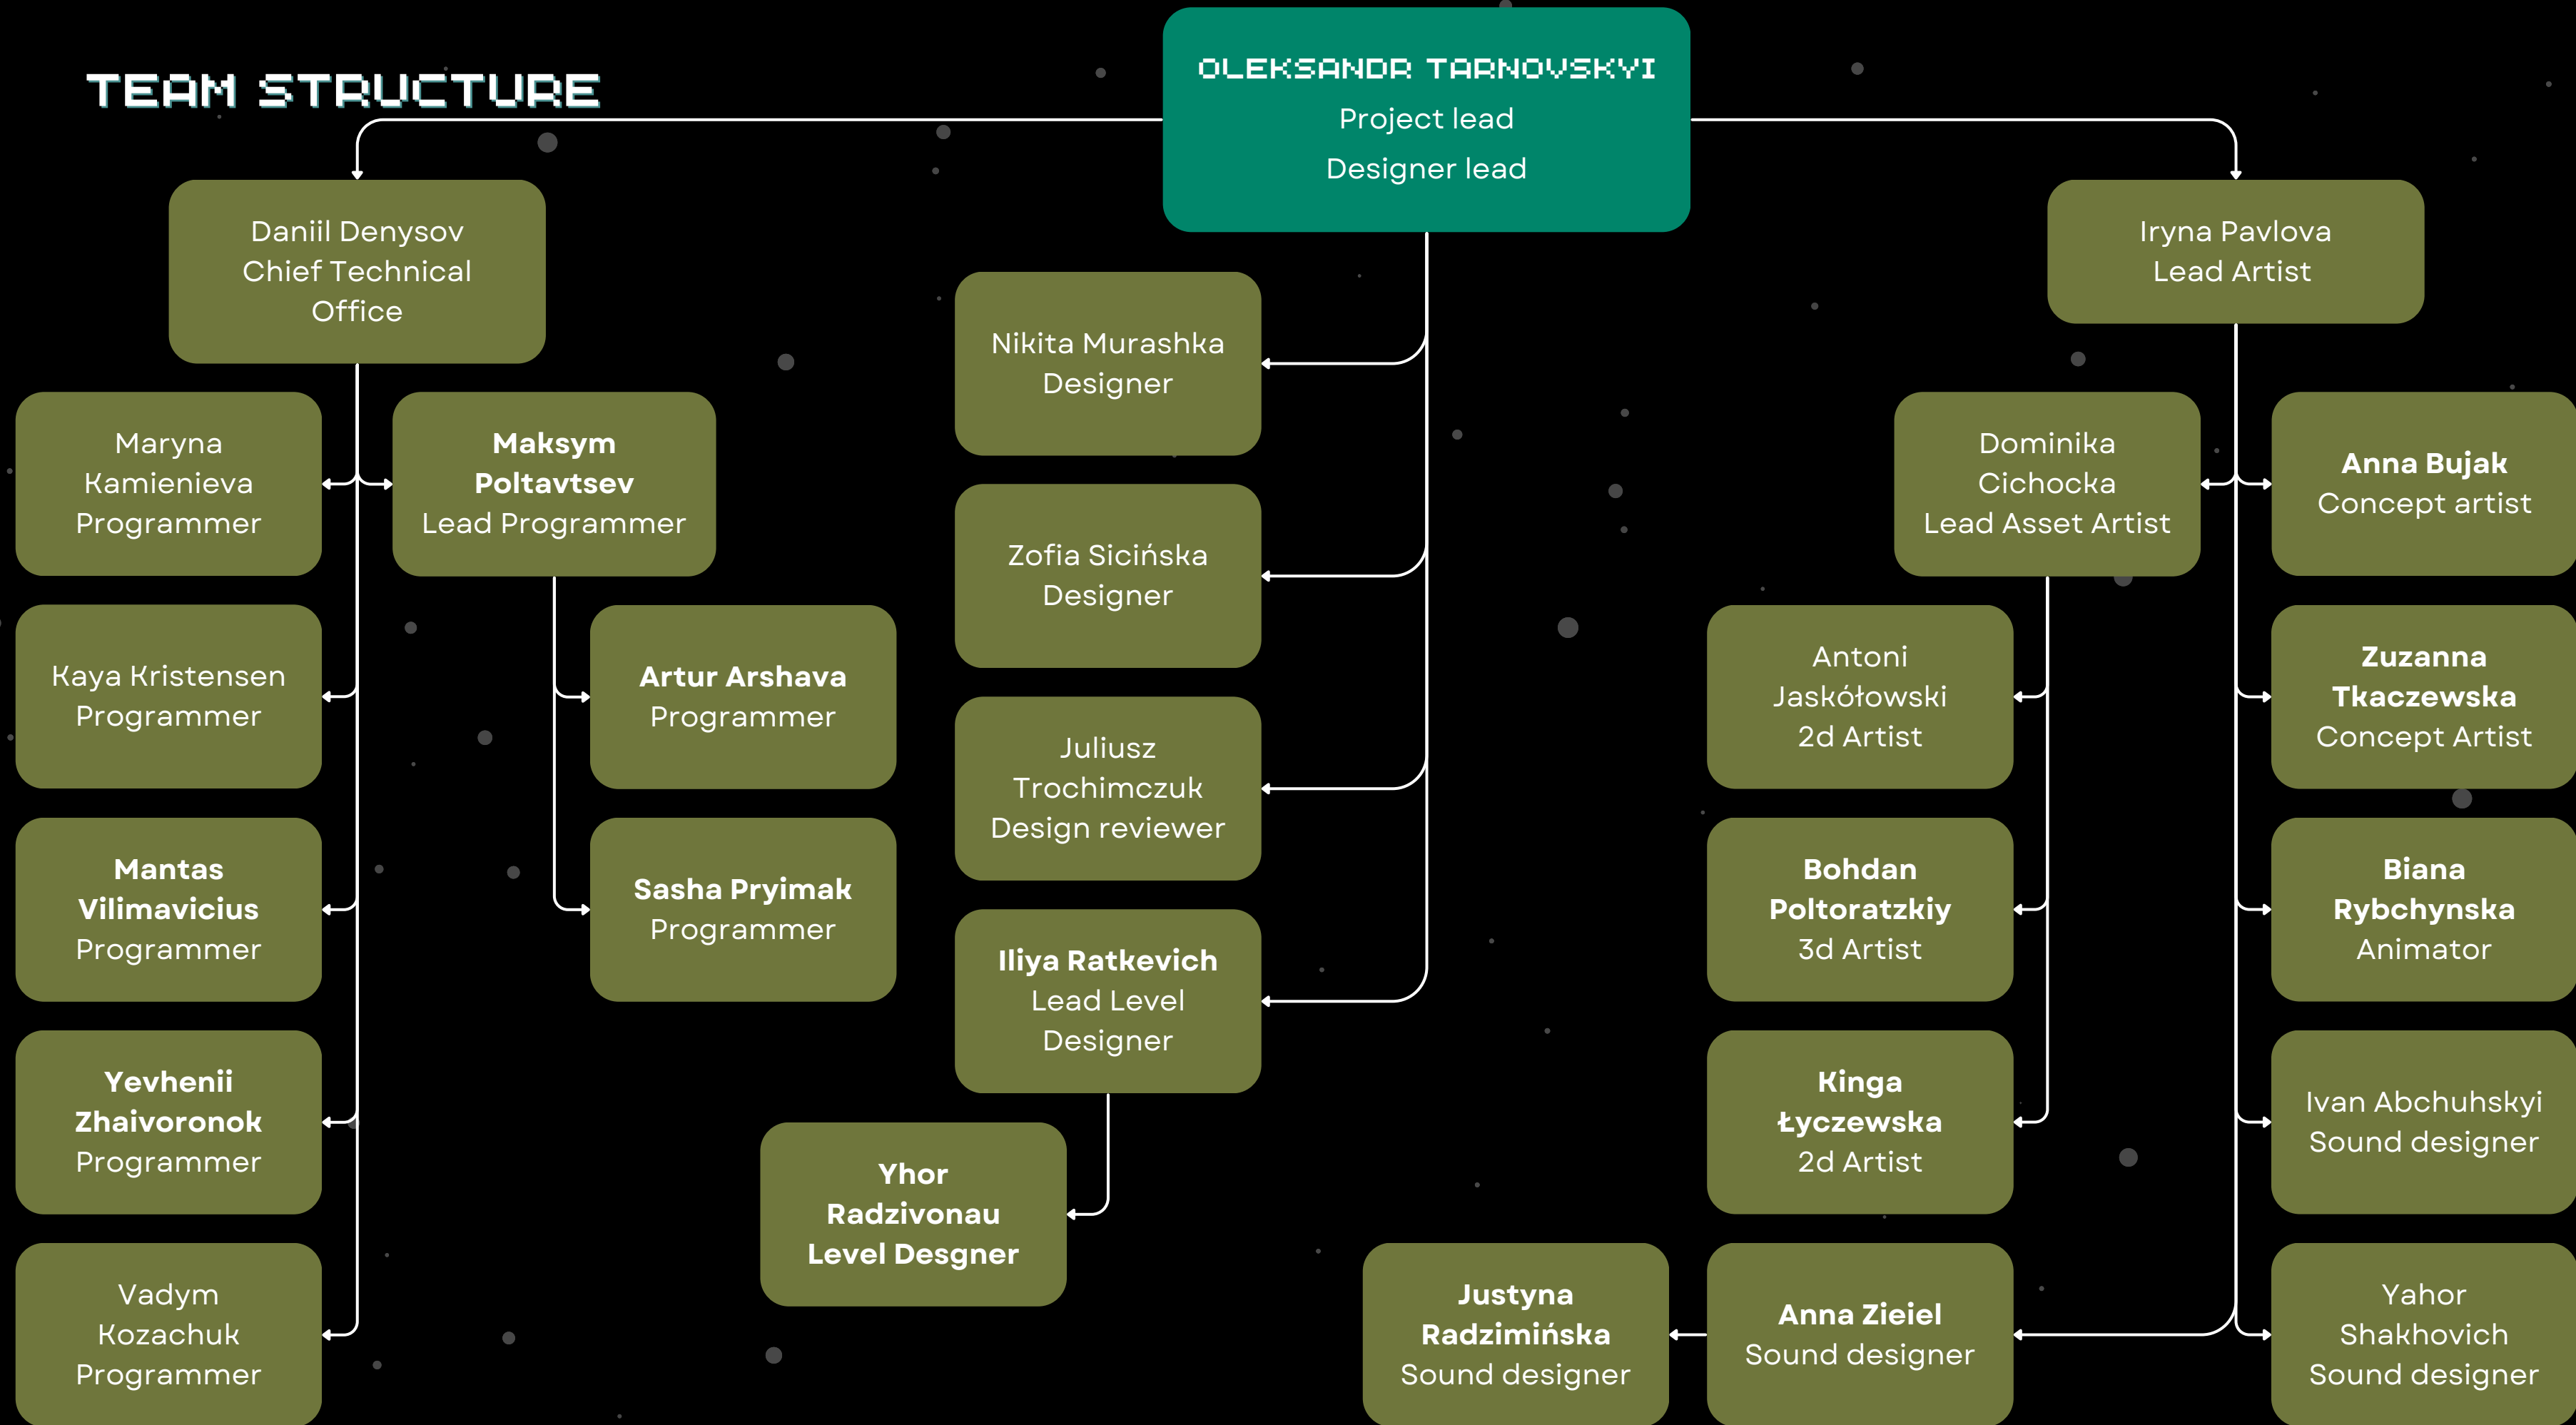 TEAM STRUCTURE
OLEKSANDR TARNOVSKYI
Project lead
Designer lead
Daniil Denysov
Chief Technical
Office
Iryna Pavlova
Lead Artist
Maryna
Kamienieva
Programmer
Maksym
Poltavtsev
Lead Programmer
Kaya Kristensen
Programmer
Artur Arshava
Programmer
Mantas
Vilimavicius
Programmer
Sasha Pryimak
Programmer
Yevhenii
Zhaivoronok
Programmer
Vadym
Kozachuk
Programmer
Nikita Murashka
Designer
Zofia Sicińska
Designer
Juliusz
Trochimczuk
Design reviewer
Iliya Ratkevich
Lead Level
Designer
Yhor
Radzivonau
Level Desgner
Dominika
Cichocka
Lead Asset Artist
Anna Bujak
Concept artist
Antoni
Jaskółowski
2d Artist
Zuzanna
Tkaczewska
Concept Artist
Bohdan
Poltoratzkiy
3d Artist
Biana
Rybchynska
Animator
Kinga
Łyczewska
2d Artist
Ivan Abchuhskyi
Sound designer
Justyna
Radzimińska
Sound designer
Anna Zieiel
Sound designer
Yahor
Shakhovich
Sound designer